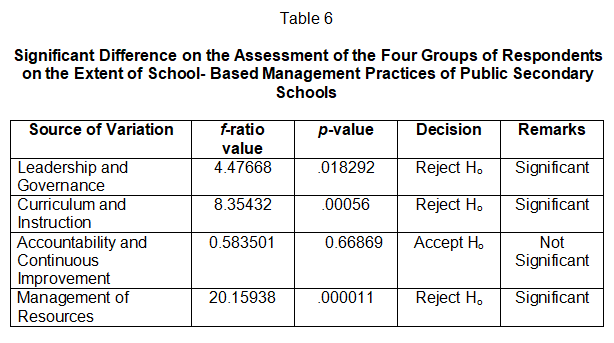 Table 6
Significant Difference on the Assessment of the Four Groups of Respondents
on the Extent of School- Based Management Practices of Public Secondary
Schools
Source of Variation f-ratio value p-value Decision Remarks
Leadership and Governance 4.47668 .018292 Reject Hₒ Significant
Curriculum and Instruction 8.35432 .00056 Reject Hₒ Significant
Accountability and Continuous Improvement 0.583501 0.66869 Accept Hₒ Not Significant
Management of Resources 20.15938 .000011 Reject Hₒ Significant